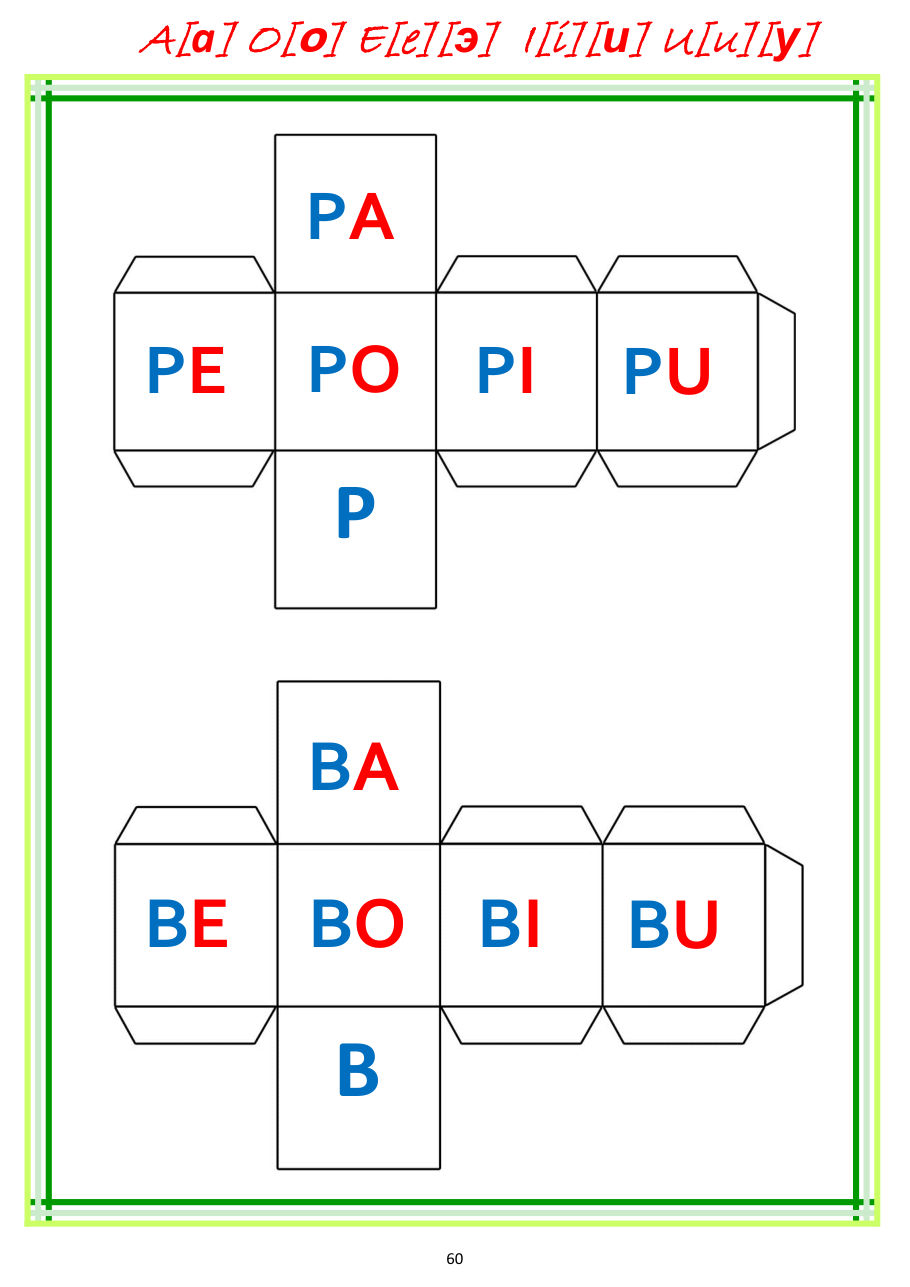 A[a] O[o] E[e][э] I[i][и] U[u][у]
PA
PE PO PI PU
P
BA
BE BO BI BU
B
60